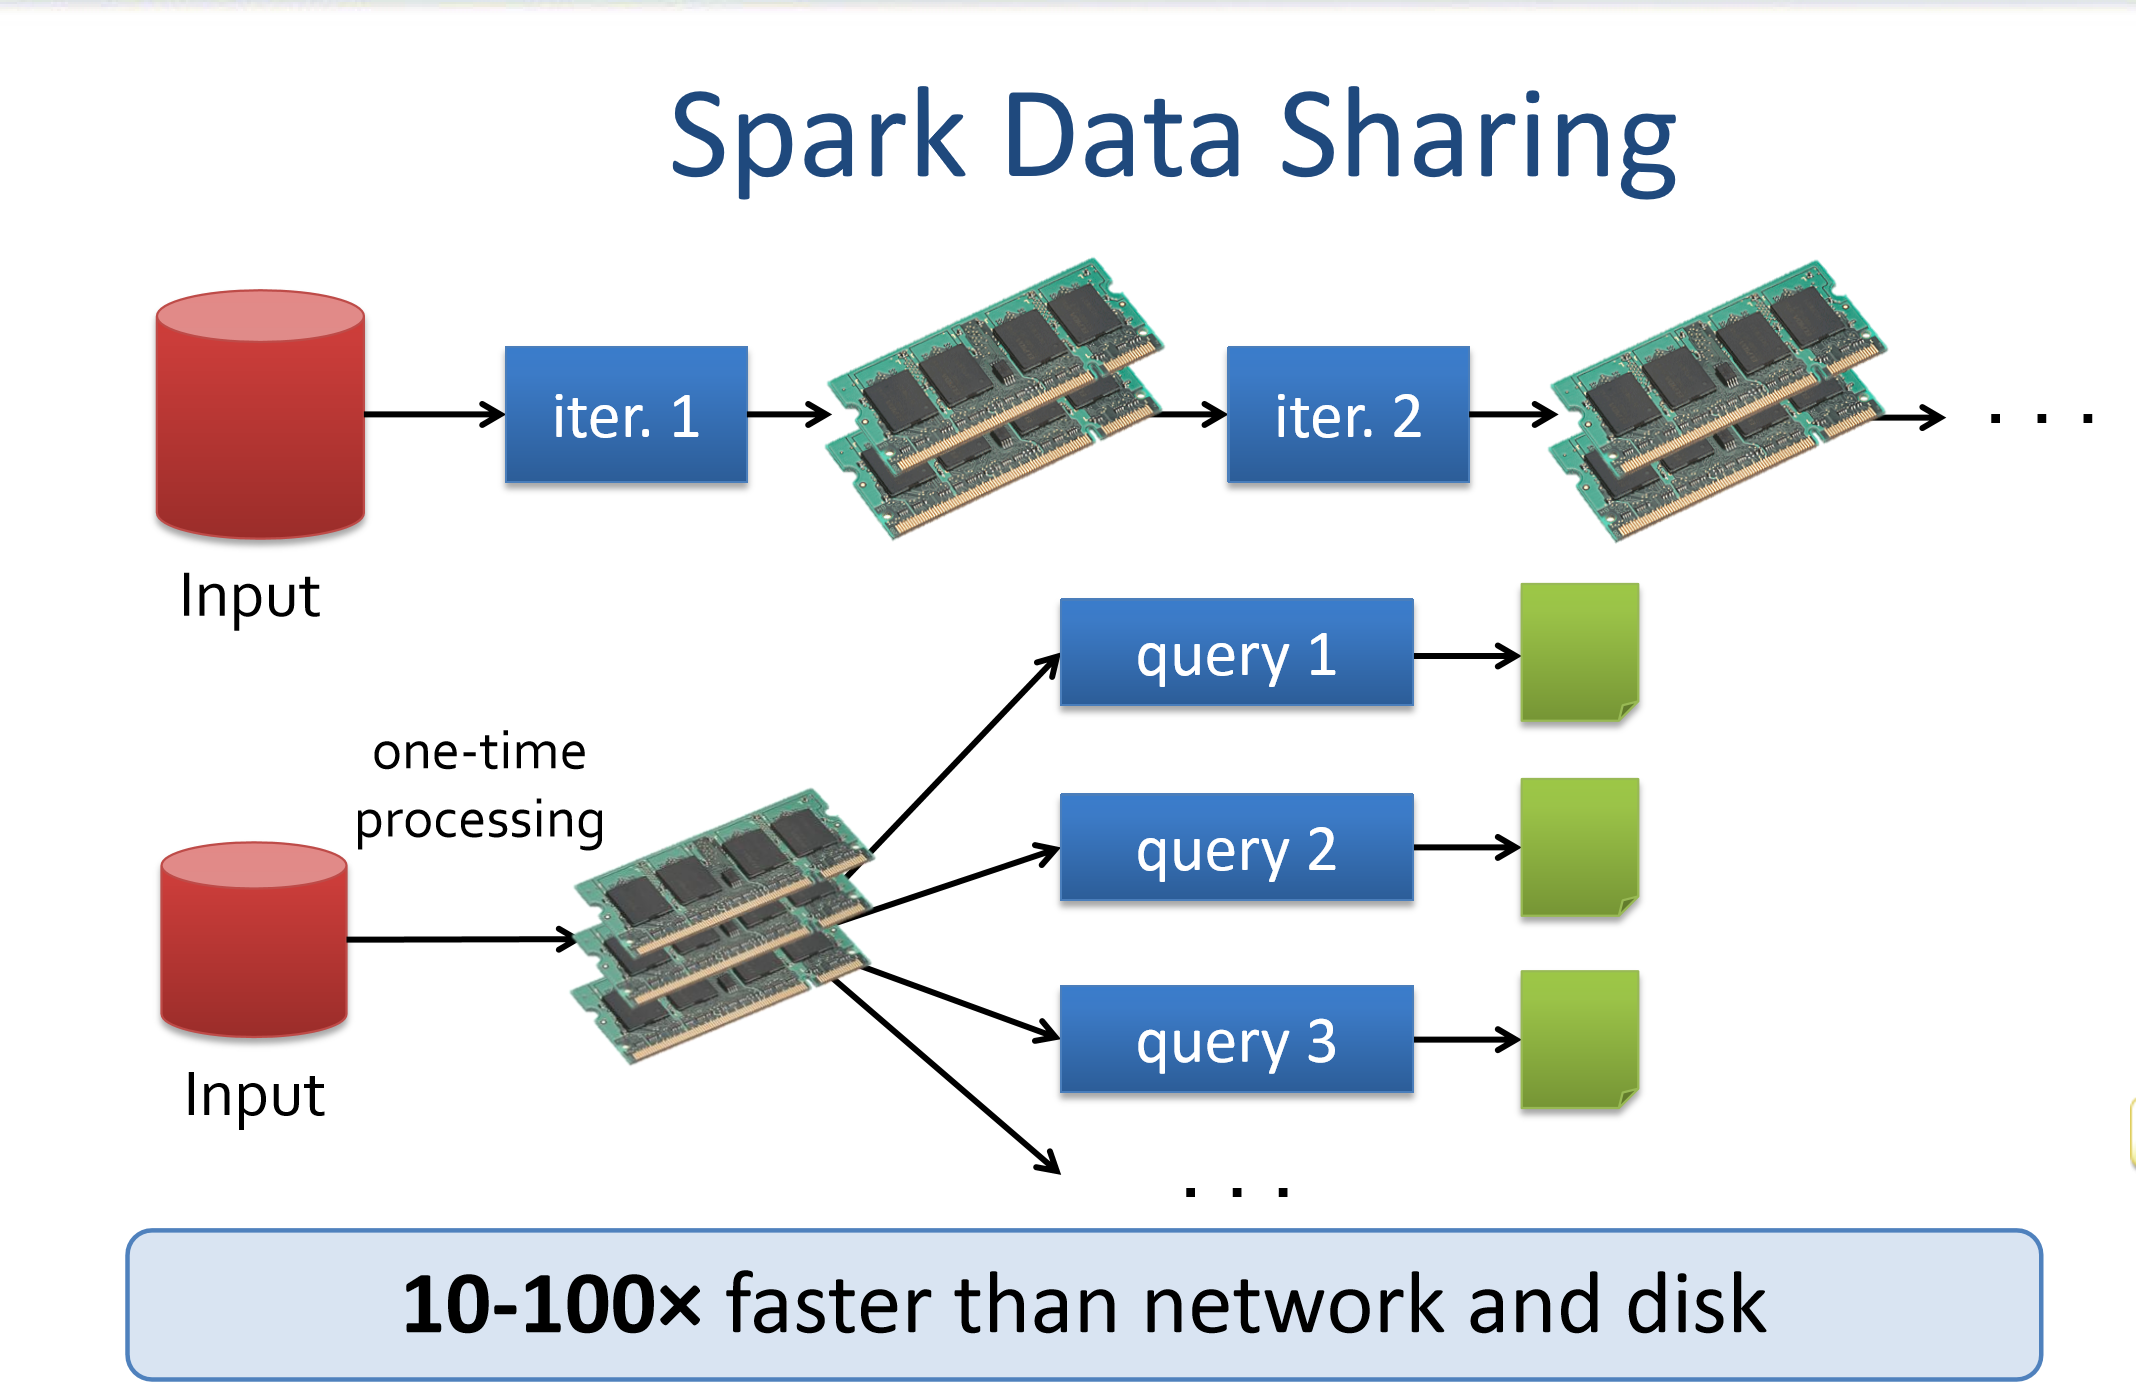 Spark Data Sharing
iter. 1
iter. 2
. . .
Input
one-time
processing
Input
query 1
query 2
query 3
. . .
10-100× faster than network and disk